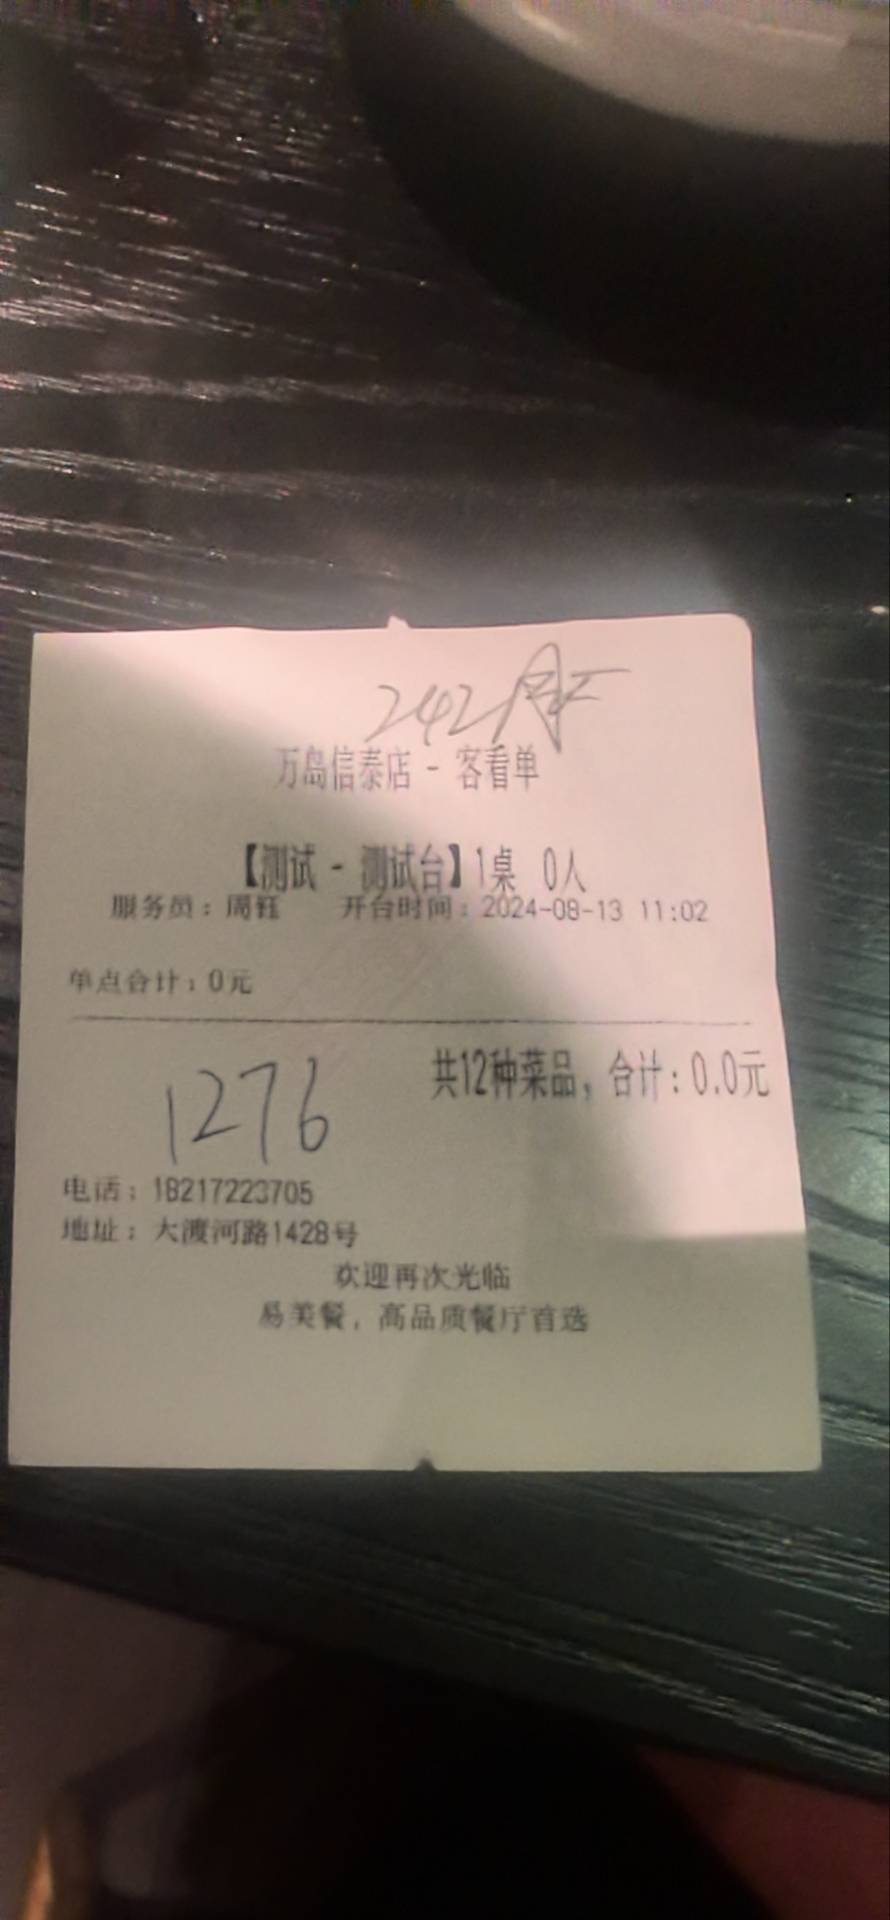 242
万岛信泰店 - 客看单
【测试 - 测试台】1桌 0人
服务员：周钰 开台时间：2024-08-13 11:02
单点合计：0元
共12种菜品，合计：0.0元
1276
电话：18217223705
地址：大渡河路1428号
欢迎再次光临
易美餐，高品质餐厅首选